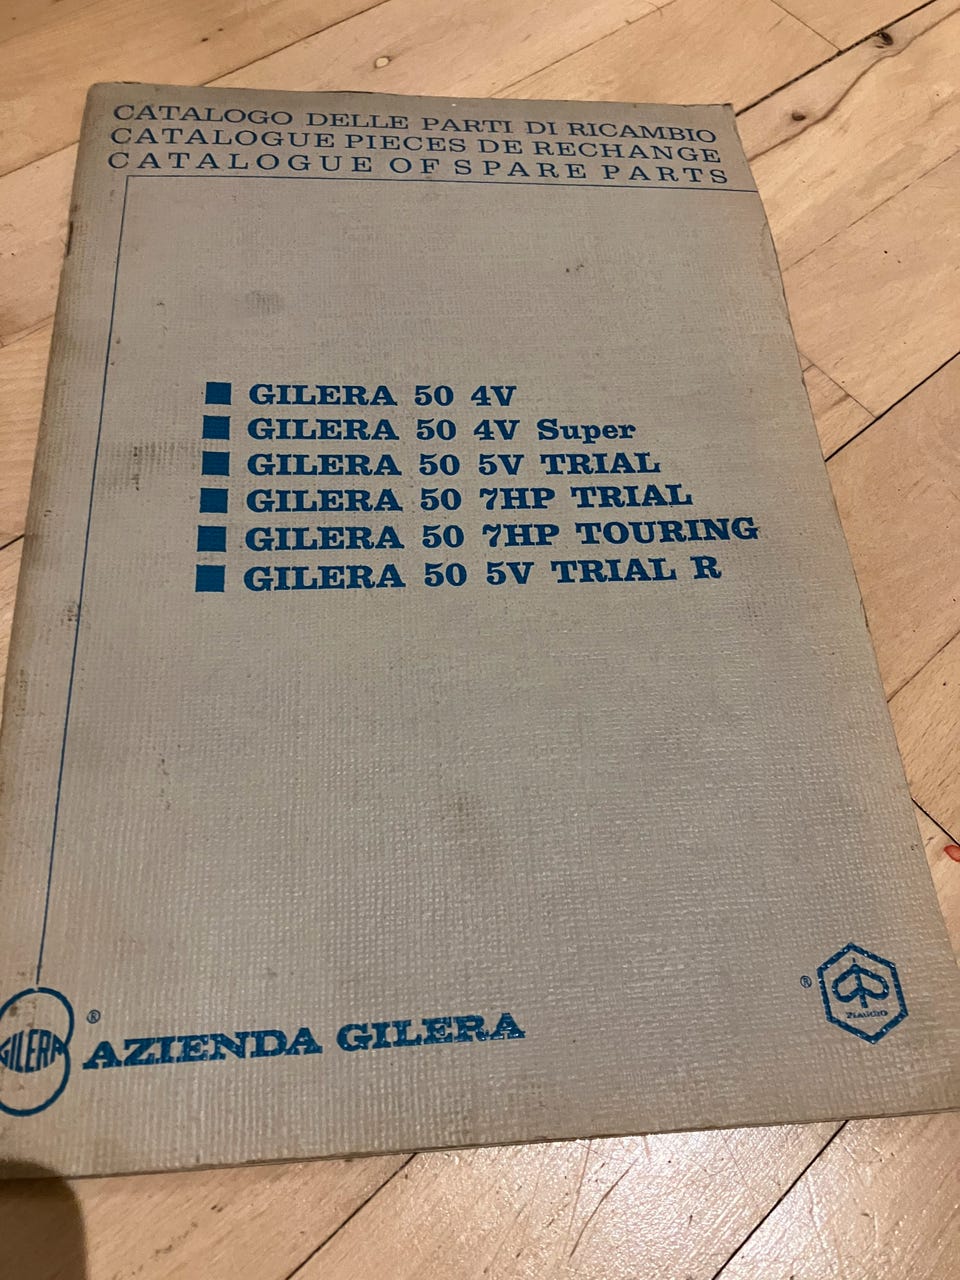 CATALOGO DELLE PARTI DI RICAMBIO
CATALOGUE PIECES DE RECHANGE
CATALOGUE OF SPARE PARTS
GILERA 50 4V
GILERA 50 4V Super
GILERA 50 5V TRIAL
GILERA 50 7HP TRIAL
GILERA 50 7HP TOURING
GILERA 50 5V TRIAL R
GILERA ® AZIENDA GILERA
® PIAGGIO